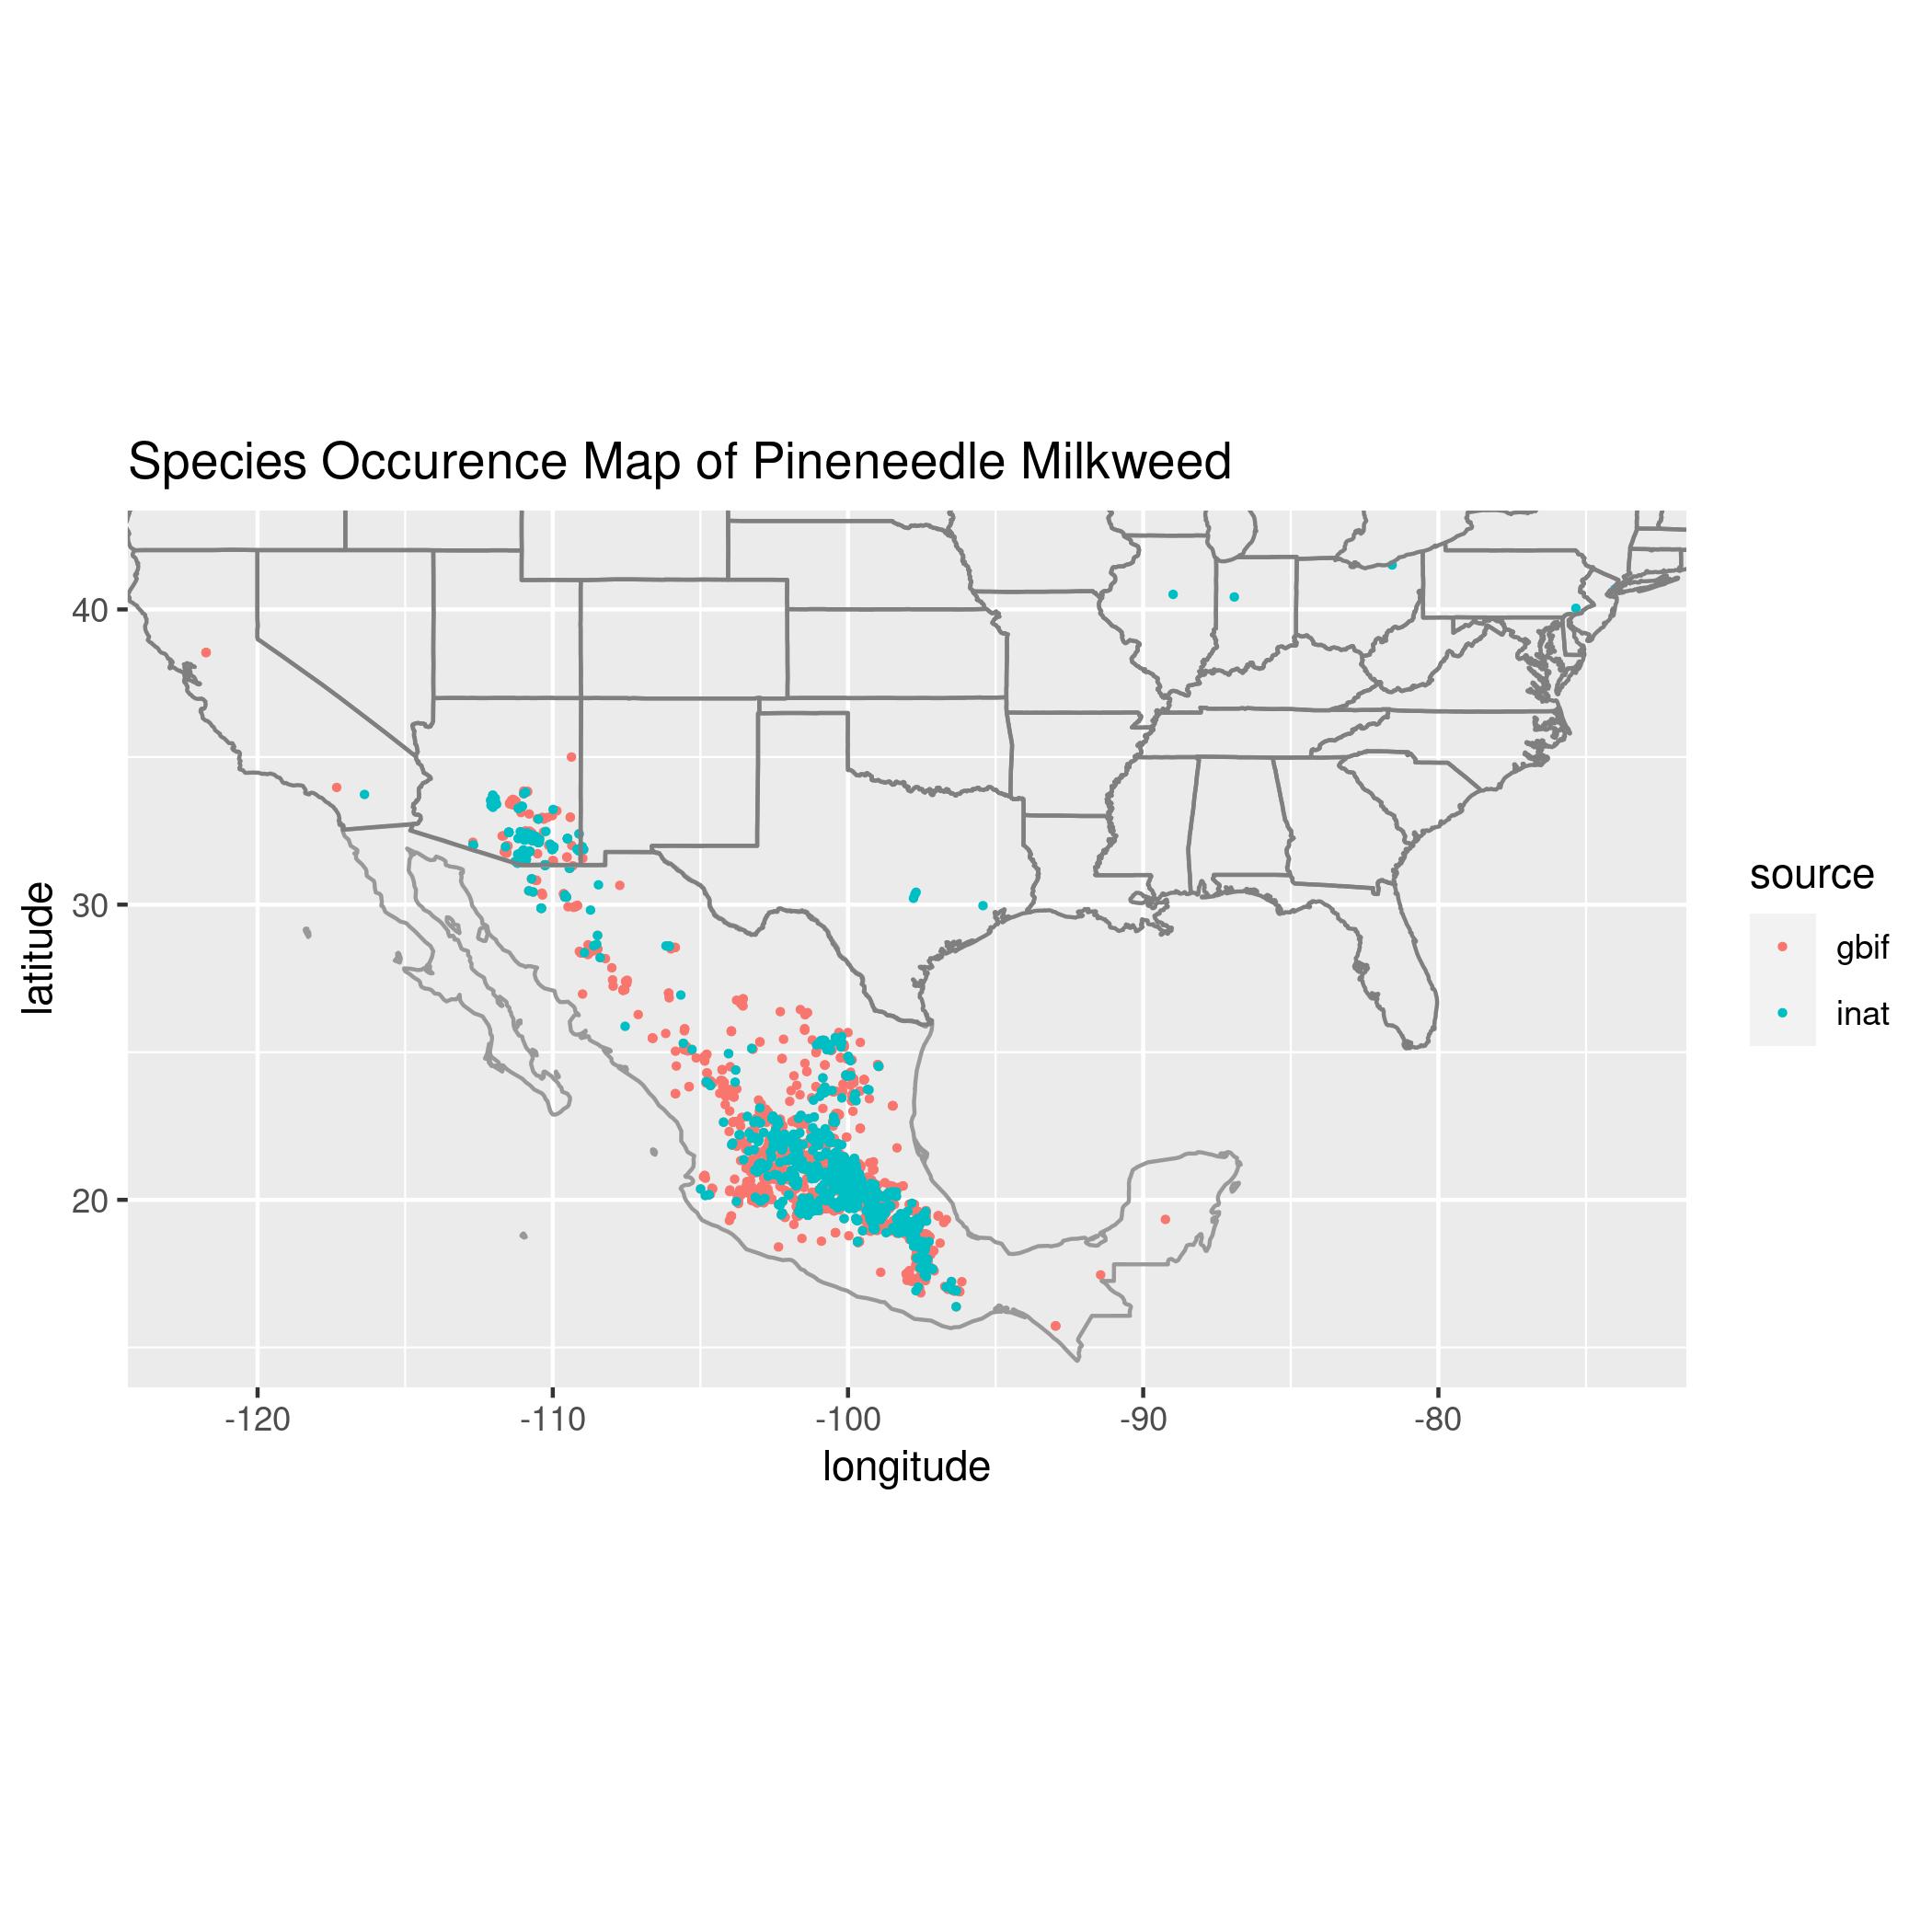 Species Occurence Map of Pineneedle Milkweed
latitude
40
30
20
-120 -110 -100 -90 -80
longitude
source
gbif
inat